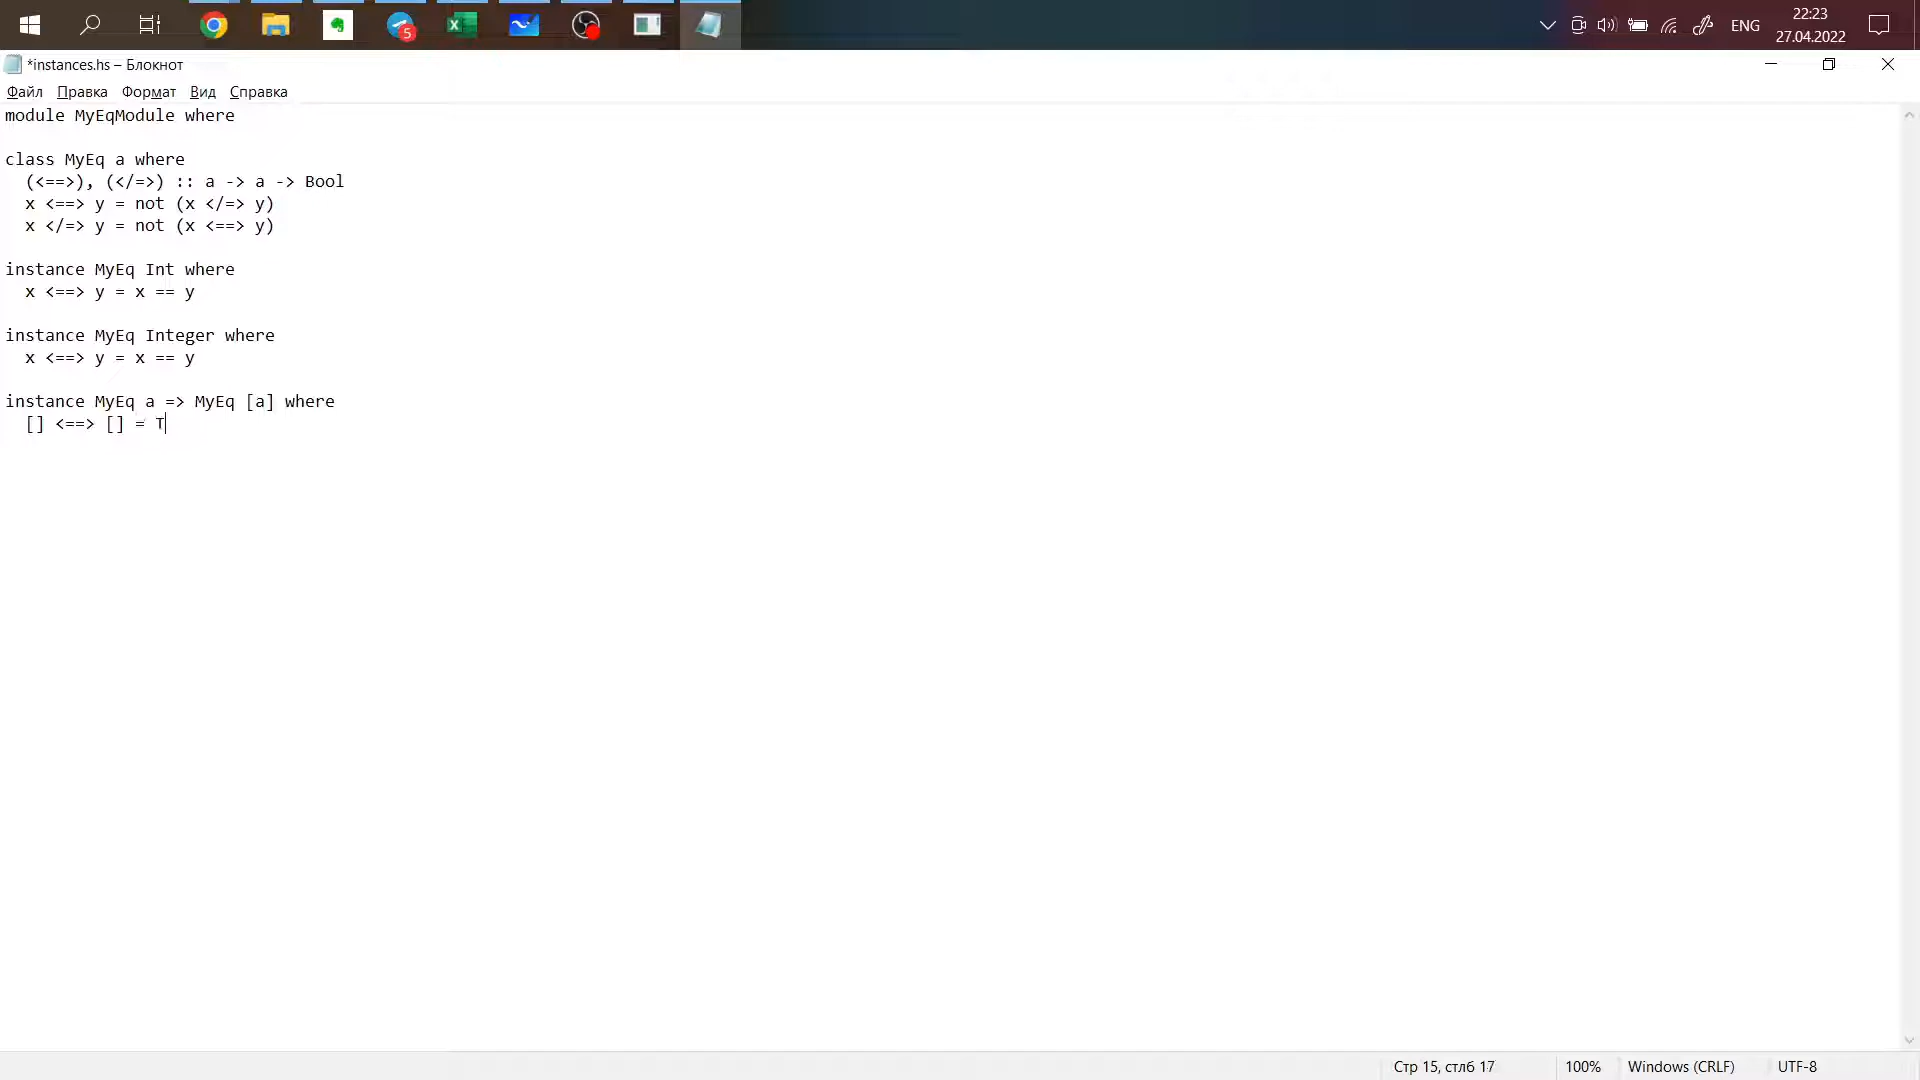 5
ENG
22:23
27.04.2022
*instances.hs – Блокнот
Файл Правка Формат Вид Справка
module MyEqModule where
class MyEq a where
(<==>), (</=>) :: a -> a -> Bool
x <==> y = not (x </=> y)
x </=> y = not (x <==> y)
instance MyEq Int where
x <==> y = x == y
instance MyEq Integer where
x <==> y = x == y
instance MyEq a => MyEq [a] where
[] <==> [] = T
Стр 15, стлб 17 100% Windows (CRLF) UTF-8